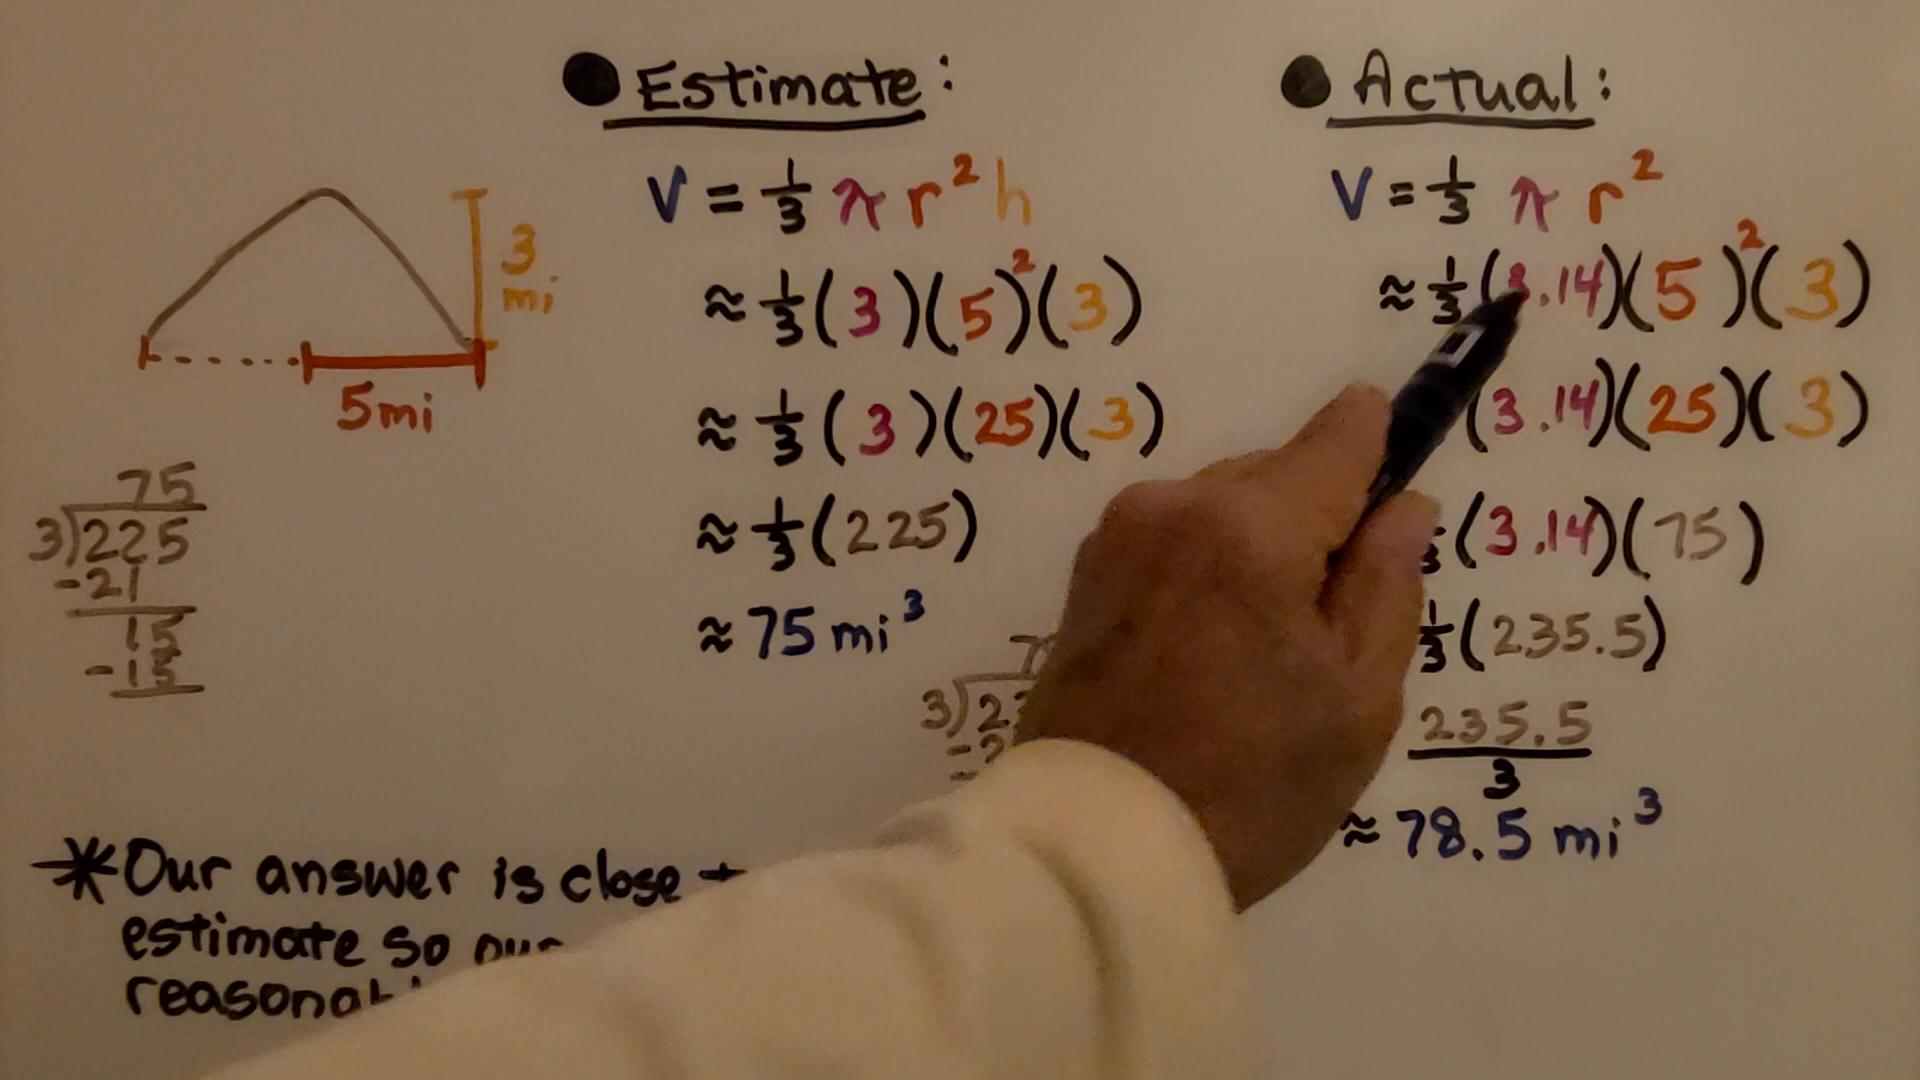 3 mi.
5mi
75
3)225
-21
15
-15
Estimate:
V = 1/3 π r² h
≈ 1/3 (3)(5)²(3)
≈ 1/3 (3)(25)(3)
≈ 1/3 (225)
≈ 75 mi³
Actual:
V = 1/3 π r²
≈ 1/3 (3.14)(5)²(3)
(3.14)(25)(3)
(3.14)(75)
1/3 (235.5)
235.5
3
≈ 78.5 mi³
*Our answer is close
estimate so